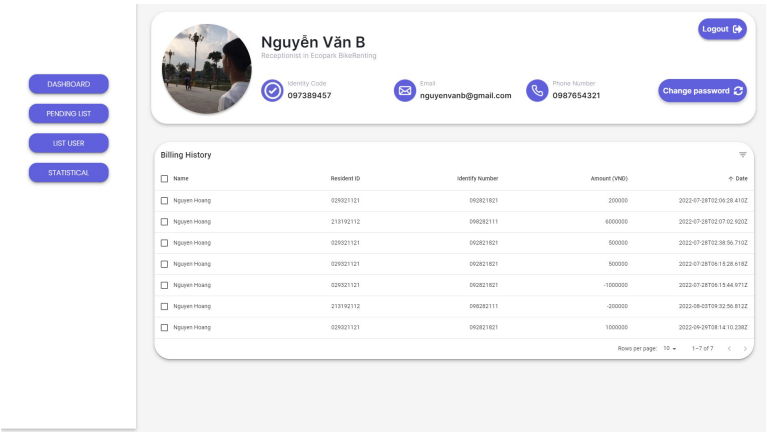 DASHBOARD
PENDING LIST
LIST USER
STATISTICAL
Nguyễn Văn B
Receptionist in Ecopark BikeRenting
Logout
Identity Code
097389457
Email
nguyenvanb@gmail.com
Phone Number
0987654321
Change password
Billing History
Name Resident ID Identify Number Amount (VND) Date
Nguyen Hoang 029321121 092821821 200000 2022-07-28T02:06:28.410Z
Nguyen Hoang 213192112 098282111 6000000 2022-07-28T02:07:02.920Z
Nguyen Hoang 029321121 092821821 500000 2022-07-28T02:38:56.710Z
Nguyen Hoang 029321121 092821821 500000 2022-07-28T06:15:28.618Z
Nguyen Hoang 029321121 092821821 -1000000 2022-07-28T06:15:44.971Z
Nguyen Hoang 213192112 098282111 -200000 2022-08-03T09:32:56.812Z
Nguyen Hoang 029321121 092821821 1000000 2022-09-29T08:14:10.238Z
Rows per page: 10 1–7 of 7